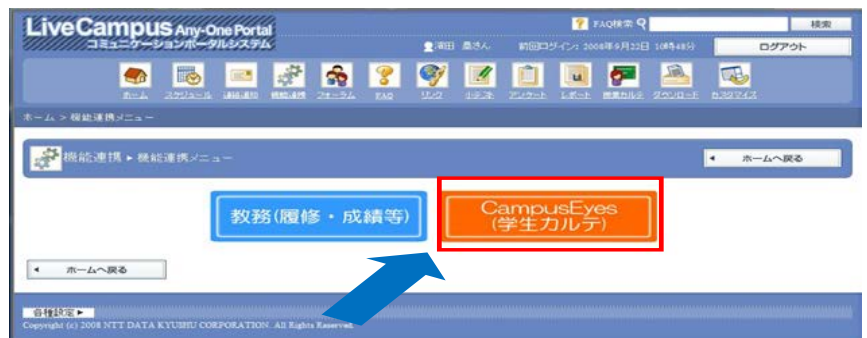 LiveCampus Any-One Portal
コミュニケーションポータルシステム
FAQ検索
検索
前回ログイン: 2008年9月22日 10時48分
ログアウト
ホーム スケジュール 連絡通知 機能連携 フォーラム FAQ リンク 小テスト アンケート レポート 授業カルテ ダウンロード カスタマイズ
ホーム > 機能連携メニュー
機能連携 ▸ 機能連携メニュー
ホームへ戻る
教務(履修・成績等)
CampusEyes
(学生カルテ)
ホームへ戻る
各種設定
Copyright (c) 2008 NTT DATA KYUSHU CORPORATION. All Rights Reserved.